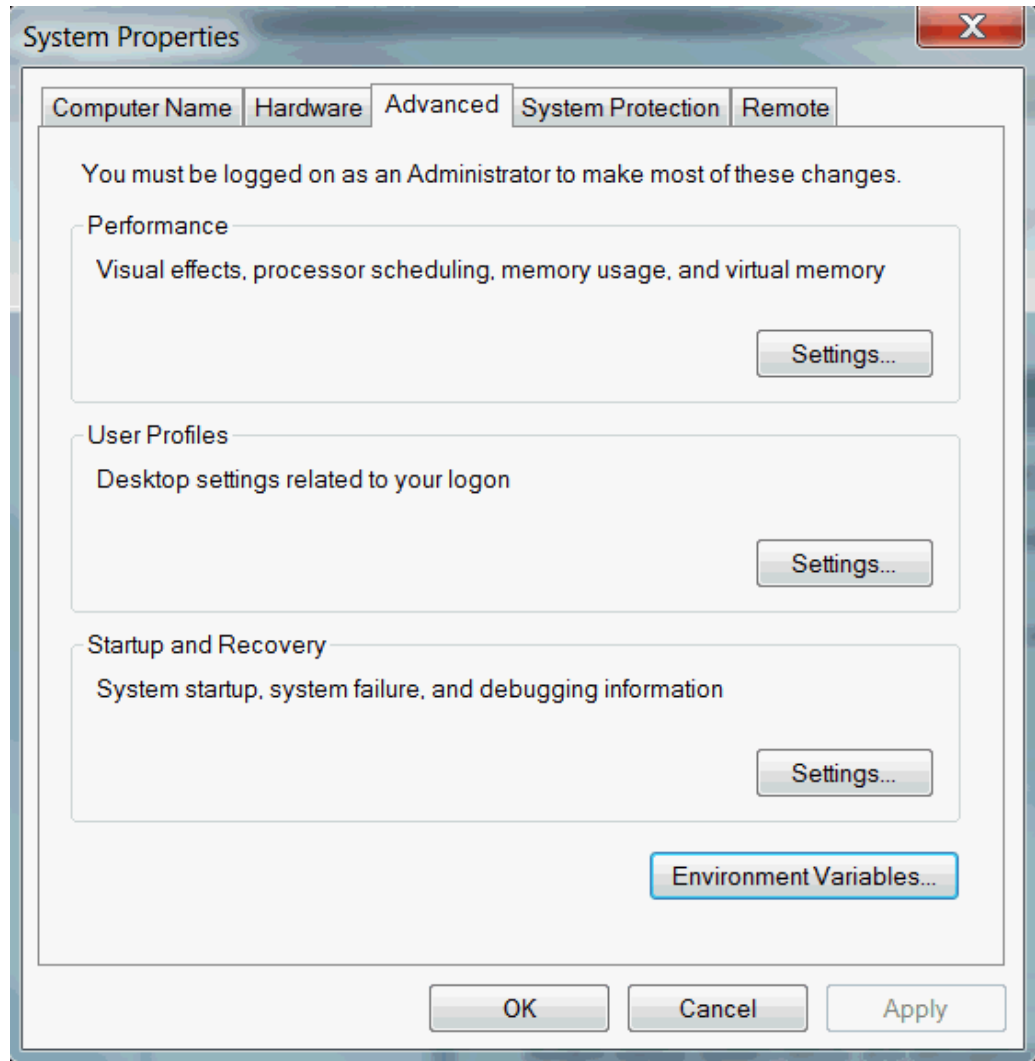 System Properties
Computer Name Hardware Advanced System Protection Remote
You must be logged on as an Administrator to make most of these changes.
Performance
Visual effects, processor scheduling, memory usage, and virtual memory
Settings...
User Profiles
Desktop settings related to your logon
Settings...
Startup and Recovery
System startup, system failure, and debugging information
Settings...
Environment Variables...
OK Cancel Apply